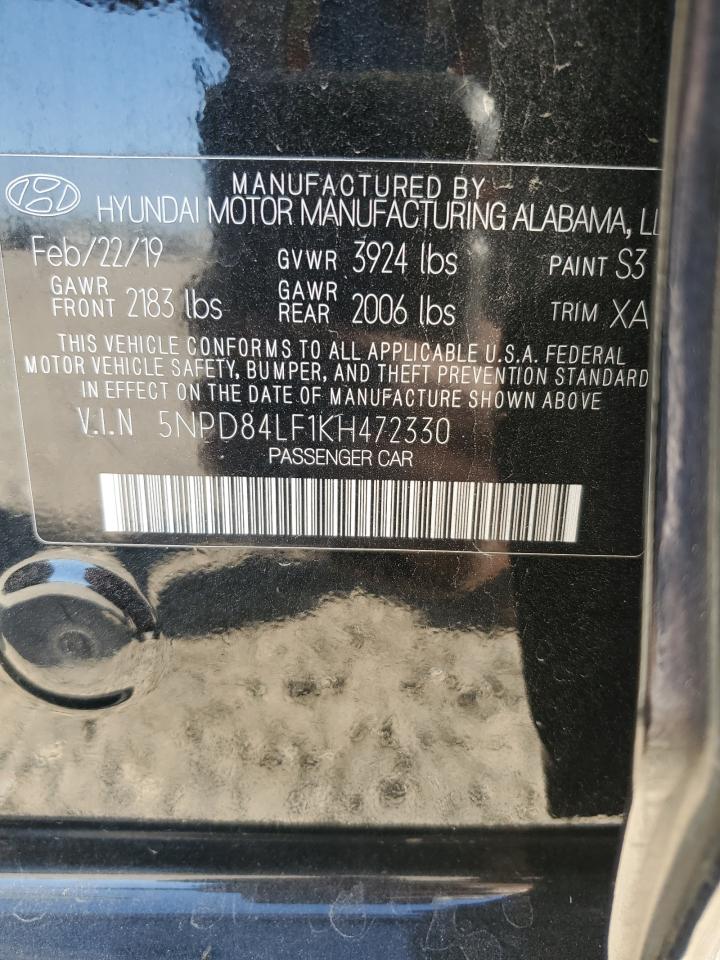 MANUFACTURED BY
HYUNDAI MOTOR MANUFACTURING ALABAMA,
Feb/22/19 GVWR 3924 lbs PAINT S3
GAWR FRONT 2183 lbs GAWR REAR 2006 lbs TRIM XA
THIS VEHICLE CONFORMS TO ALL APPLICABLE U.S.A. FEDERAL
MOTOR VEHICLE SAFETY, BUMPER, AND THEFT PREVENTION STANDARD
IN EFFECT ON THE DATE OF MANUFACTURE SHOWN ABOVE
V.I.N 5NPD84LF1KH472330
PASSENGER CAR